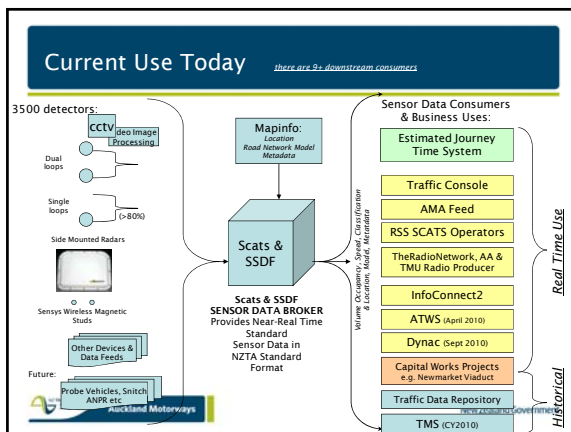 Current Use Today
there are 9+ downstream consumers
3500 detectors:
cctv
deo Image
Processing
Dual
loops
Single
loops
(>80%)
Side Mounted Radars
Sensys Wireless Magnetic
Studs
Other Devices &
Data Feeds
Future:
Probe Vehicles, Snitch
ANPR etc
Auckland Motorways
Mapinfo:
Location
Road Network Model
Metadata
Scats &
SSDF
Scats & SSDF
SENSOR DATA BROKER
Provides Near-Real Time
Standard
Sensor Data in
NZTA Standard
Format
Volume Occupancy, Speed, Classification
& Location, Model, Metatdata
Sensor Data Consumers
& Business Uses:
Estimated Journey
Time System
Traffic Console
AMA Feed
RSS SCATS Operators
TheRadioNetwork, AA &
TMU Radio Producer
InfoConnect2
ATWS (April 2010)
Dynac (Sept 2010)
Capital Works Projects
e.g. Newmarket Viaduct
Traffic Data Repository
TMS (CY2010)
Real Time Use
Historical
New Zealand Government